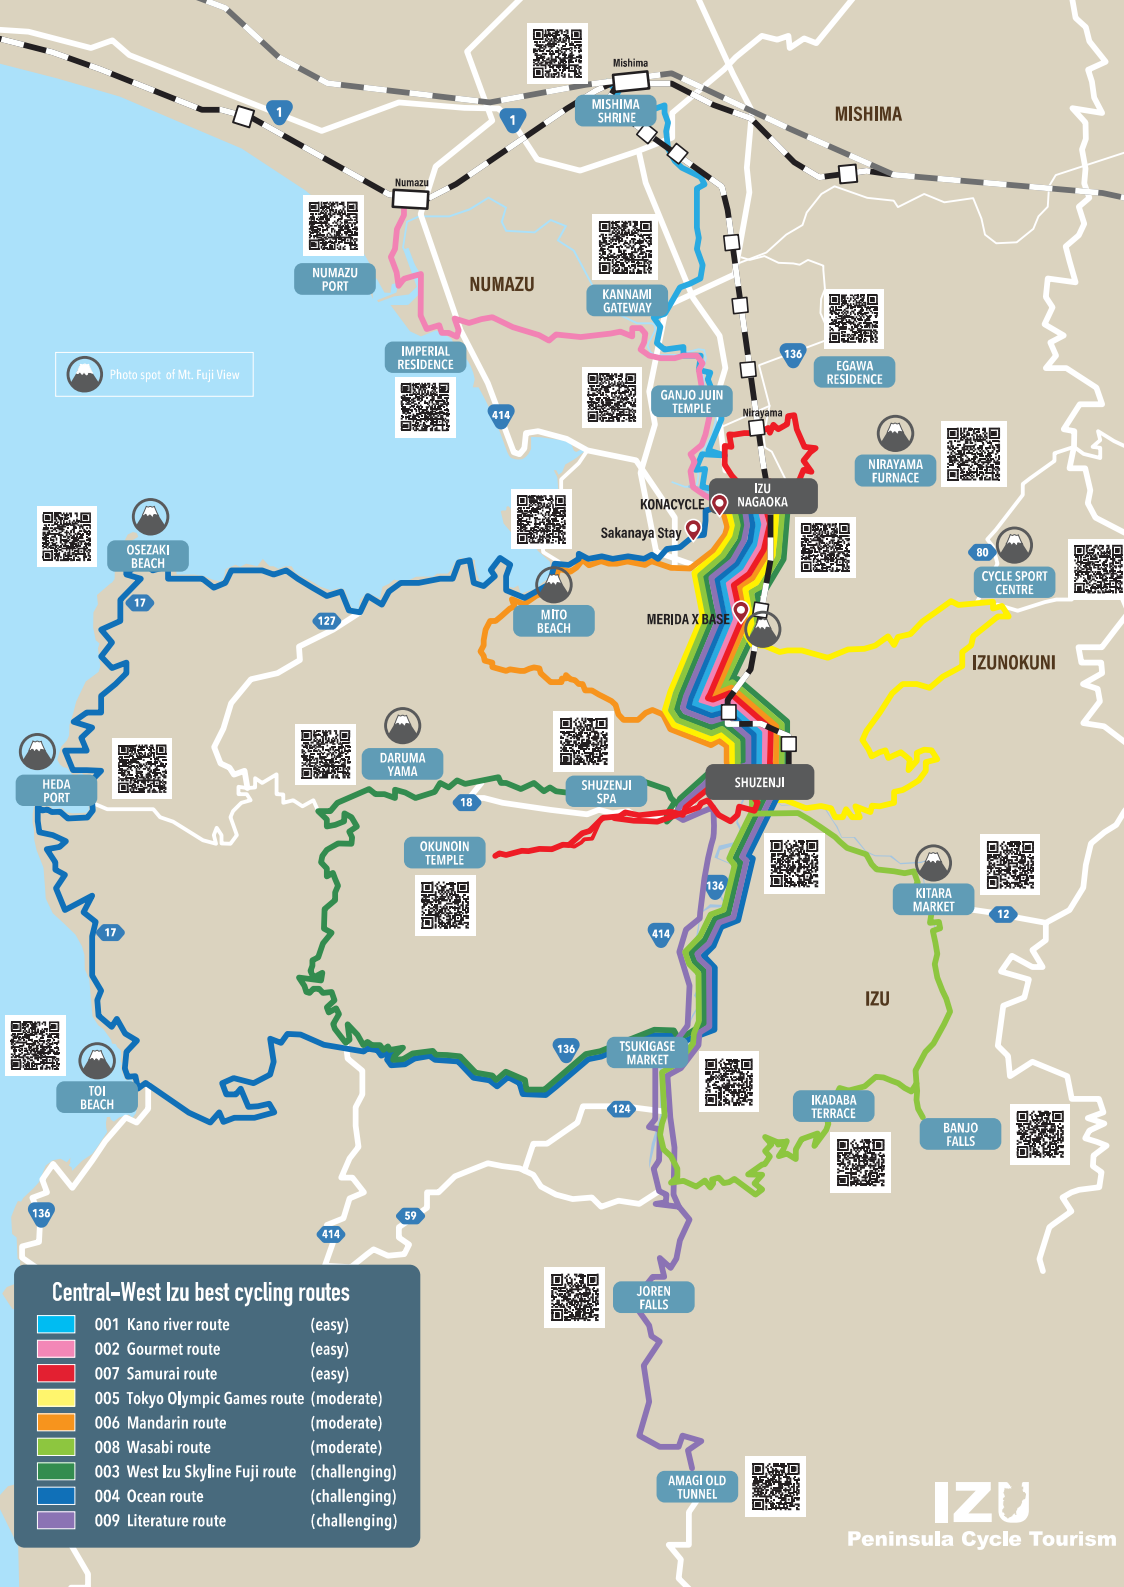 Mishima
1
1
MISHIMA
SHRINE
MISHIMA
Numazu
NUMAZU
PORT
NUMAZU
KANNAMI
GATEWAY
136
EGAWA
RESIDENCE
IMPERIAL
RESIDENCE
Photo spot of Mt. Fuji View
GANJO JUIN
TEMPLE
414
Nirayama
NIRAYAMA
FURNACE
IZU
NAGAOKA
KONACYCLE
Sakanaya Stay
OSEZAKI
BEACH
80
CYCLE SPORT
CENTRE
17
127
MITO
BEACH
MERIDA X BASE
IZUNOKUNI
DARUMA
YAMA
HEDA
PORT
SHUZENJI
SPA
SHUZENJI
18
OKUNOIN
TEMPLE
136
KITARA
MARKET
12
17
414
IZU
136
TSUKIGASE
MARKET
TOI
BEACH
124
IKADABA
TERRACE
BANJO
FALLS
136
59
414
JOREN
FALLS
Central-West Izu best cycling routes
001 Kano river route (easy)
002 Gourmet route (easy)
007 Samurai route (easy)
005 Tokyo Olympic Games route (moderate)
006 Mandarin route (moderate)
008 Wasabi route (moderate)
003 West Izu Skyline Fuji route (challenging)
004 Ocean route (challenging)
009 Literature route (challenging)
AMAGI OLD
TUNNEL
IZU
Peninsula Cycle Tourism